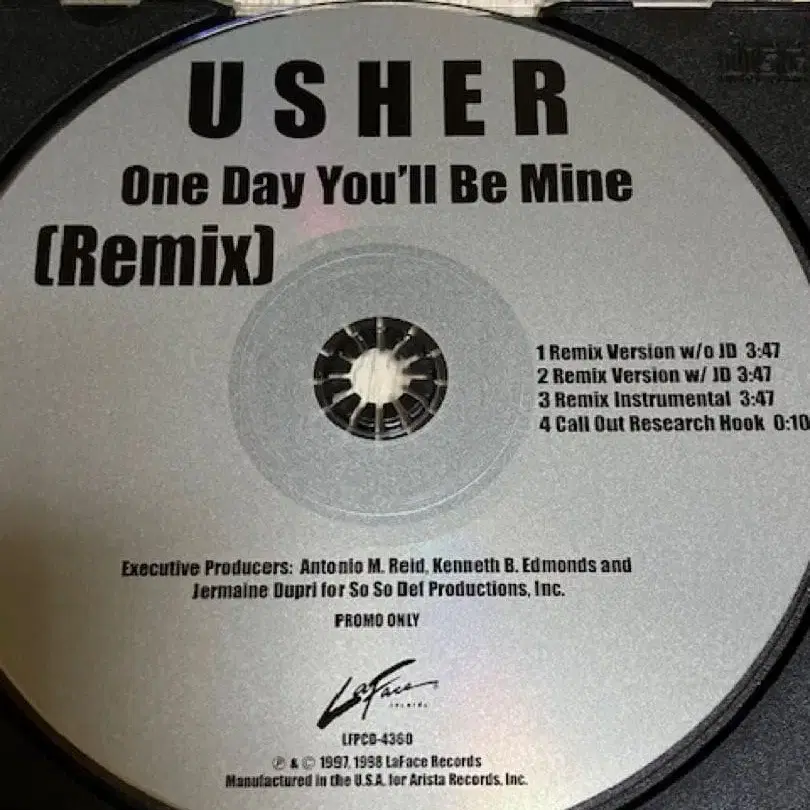 USHER
One Day You'll Be Mine
(Remix)
1 Remix Version w/o JD 3:47
2 Remix Version w/ JD 3:47
3 Remix Instrumental 3:47
4 Call Out Research Hook 0:10
Executive Producers: Antonio M. Reid, Kenneth B. Edmonds and
Jermaine Dupri for So So Def Productions, Inc.
PROMO ONLY
LaFace
LFPCD-4360
℗ & © 1997, 1998 LaFace Records
Manufactured in the U.S.A. for Arista Records, Inc.